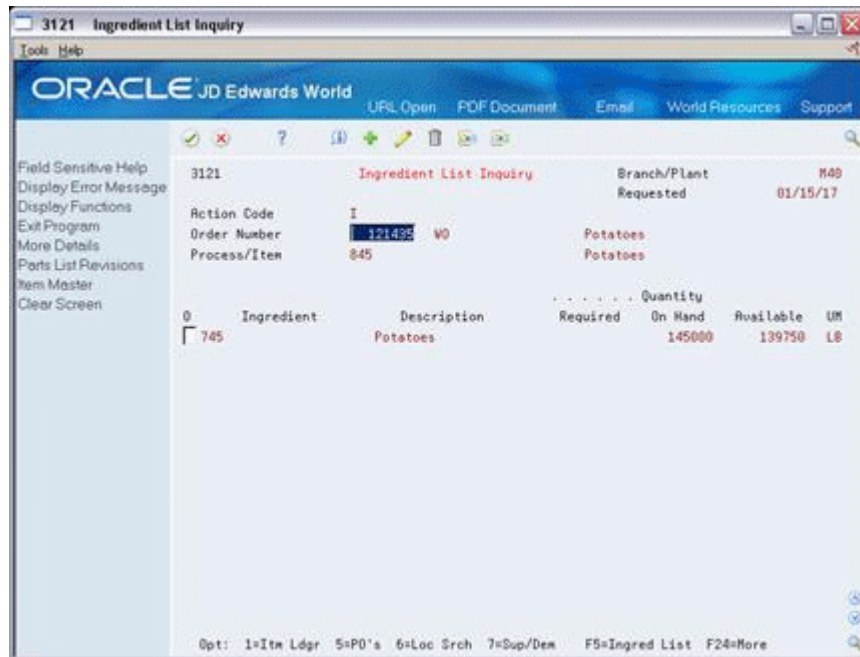 3121 Ingredient List Inquiry
Tools Help
ORACLE JD Edwards World
URL Open PDF Document Email World Resources Support
Field Sensitive Help
Display Error Message
Display Functions
Exit Program
More Details
Parts List Revisions
Item Master
Clear Screen
3121 Ingredient List Inquiry Branch/Plant M40
Requested 01/15/17
Action Code I
Order Number 121435 WO Potatoes
Process/Item 845 Potatoes
. . . . . . Quantity
O Ingredient Description Required On Hand Available UM
745 Potatoes 145000 139750 LB
Opt: 1=Itm Ldgr 5=PO's 6=Loc Srch 7=Sup/Dem F5=Ingred List F24=More